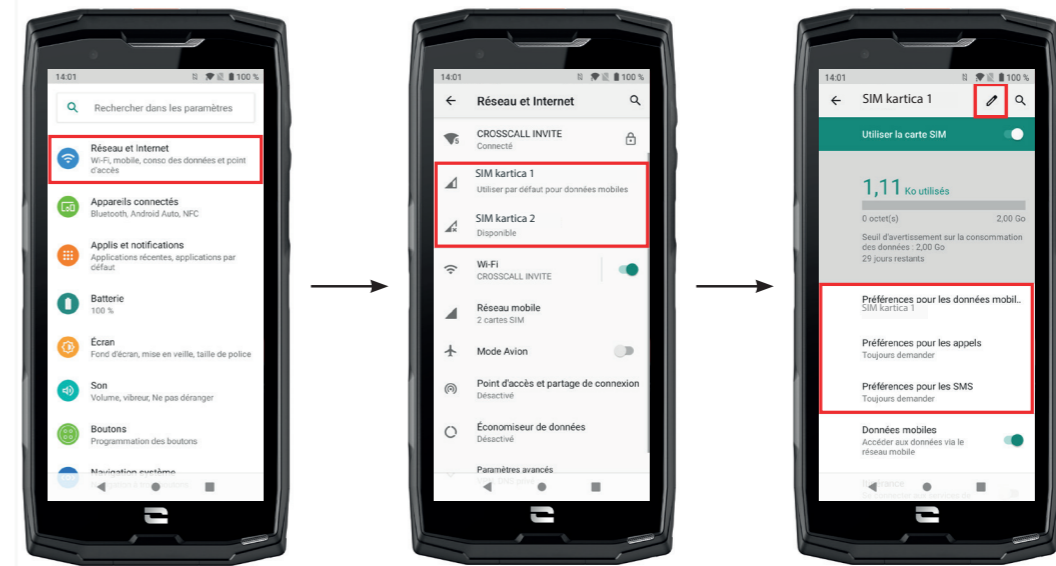 14:01
100 %
Rechercher dans les paramètres
Réseau et Internet
Wi-Fi, mobile, conso des données et point
d'accès
Appareils connectés
Bluetooth, Android Auto, NFC
Applis et notifications
Applications récentes, applications par
défaut
Batterie
100 %
Écran
Fond d'écran, mise en veille, taille de police
Son
Volume, vibreur, Ne pas déranger
Boutons
Programmation des boutons
Navigation système
14:01
100 %
Réseau et Internet
CROSSCALL INVITE
Connecté
SIM kartica 1
Utiliser par défaut pour données mobiles
SIM kartica 2
Disponible
Wi-Fi
CROSSCALL INVITE
Réseau mobile
2 cartes SIM
Mode Avion
Point d'accès et partage de connexion
Désactivé
Économiseur de données
Désactivé
Paramètres avancés
14:01
100 %
SIM kartica 1
Utiliser la carte SIM
1,11 Ko utilisés
0 octet(s) 2,00 Go
Seuil d'avertissement sur la consommation
des données : 2,00 Go
29 jours restants
Préférences pour les données mobil..
SIM kartica 1
Préférences pour les appels
Toujours demander
Préférences pour les SMS
Toujours demander
Données mobiles
Accéder aux données via le
réseau mobile